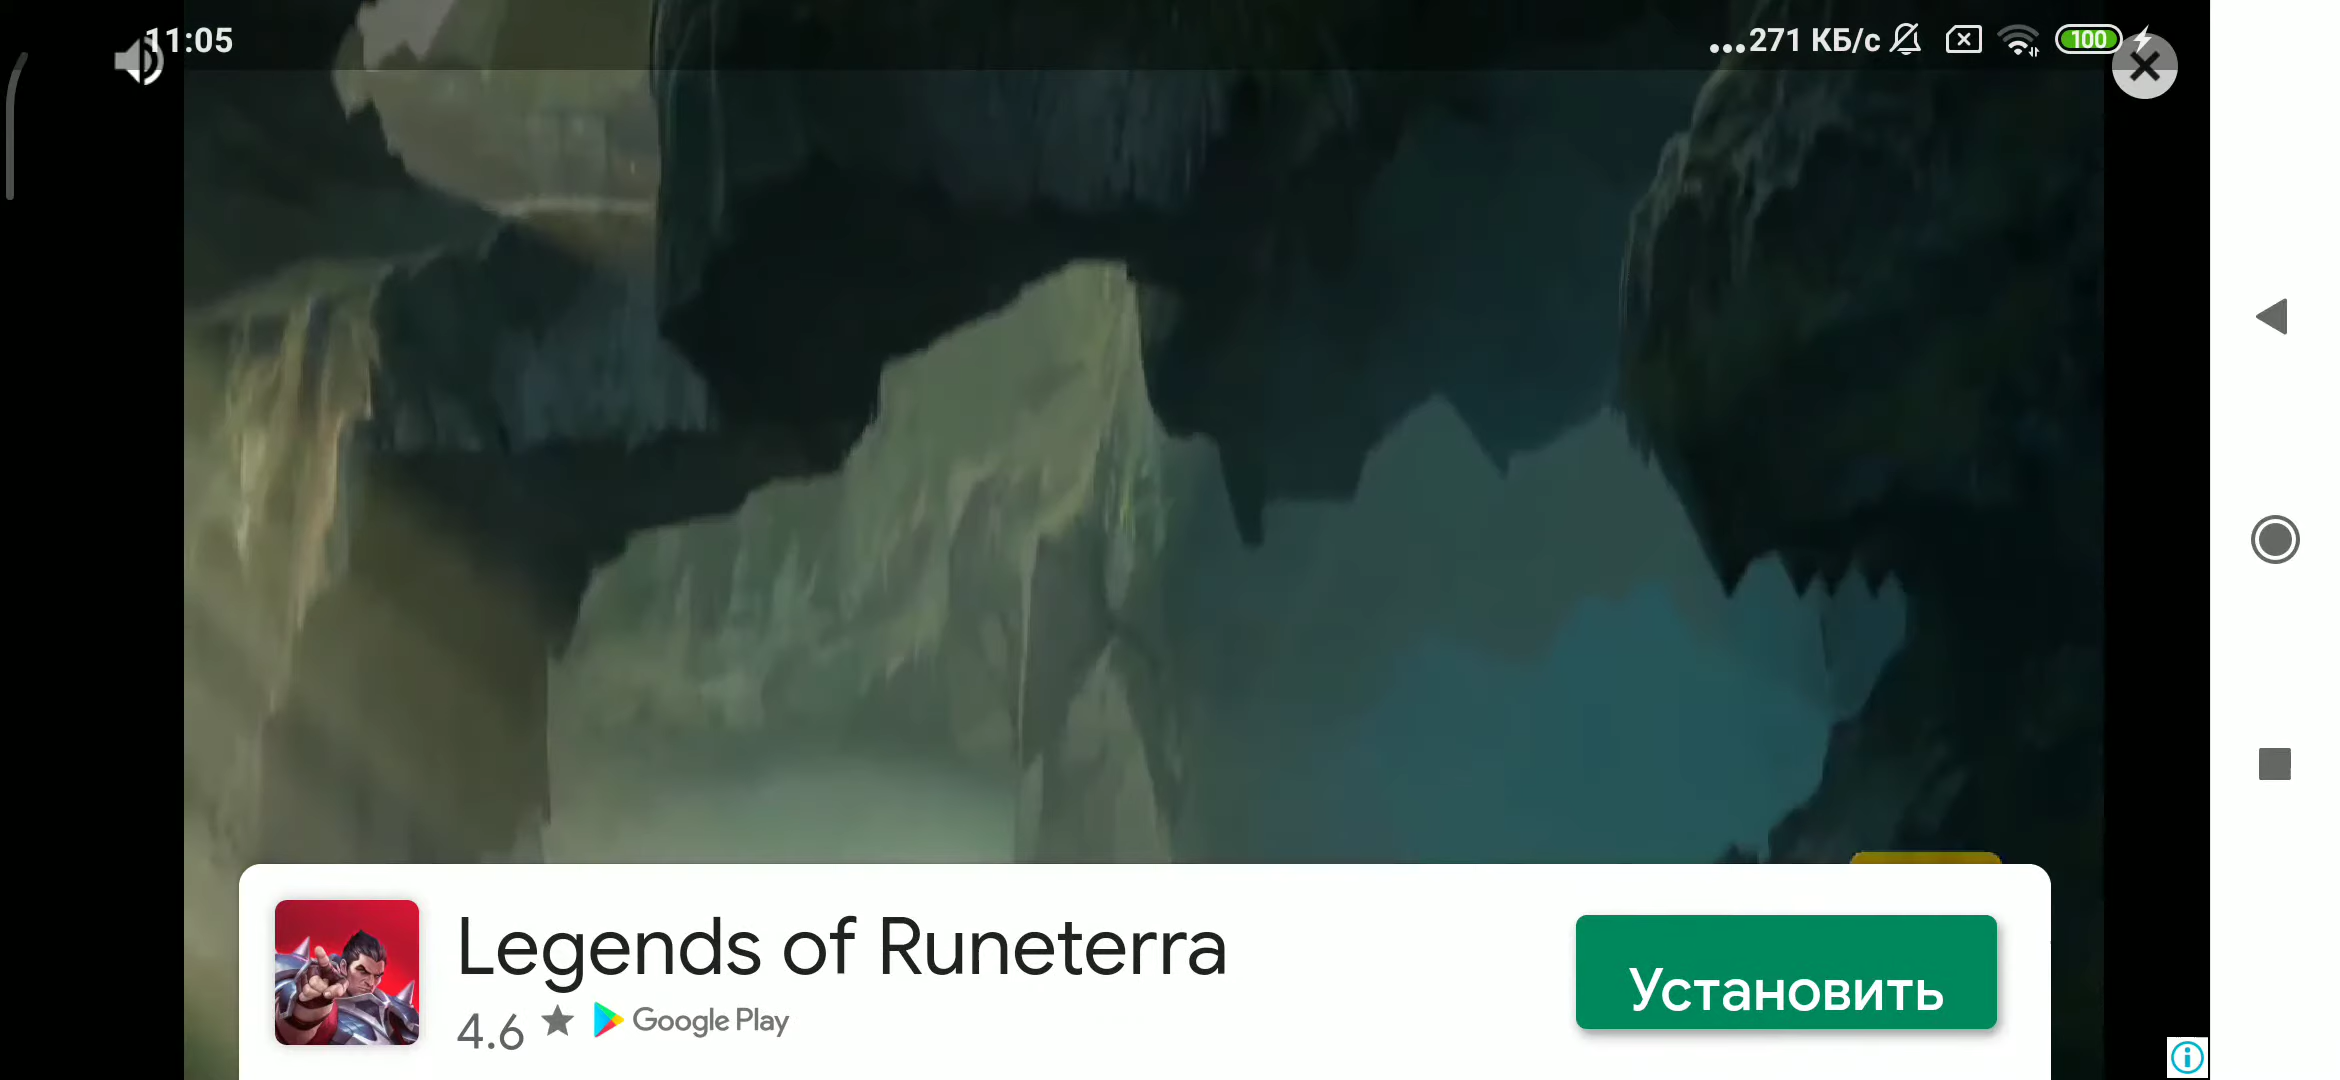 11:05
...271 КБ/с
100
Legends of Runeterra
Установить
4.6 ★ Google Play